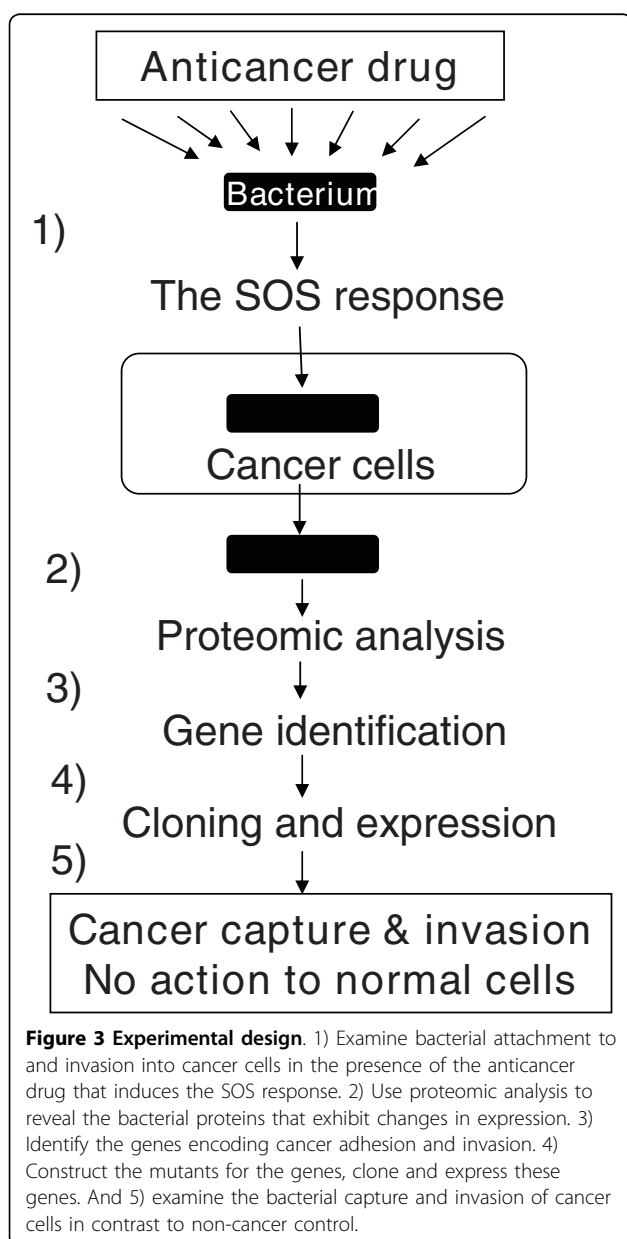 Anticancer drug
Bacterium
1)
The SOS response
Cancer cells
2)
Proteomic analysis
3)
Gene identification
4)
Cloning and expression
5)
Cancer capture & invasion
No action to normal cells
Figure 3 Experimental design. 1) Examine bacterial attachment to
and invasion into cancer cells in the presence of the anticancer
drug that induces the SOS response. 2) Use proteomic analysis to
reveal the bacterial proteins that exhibit changes in expression. 3)
Identify the genes encoding cancer adhesion and invasion. 4)
Construct the mutants for the genes, clone and express these
genes. And 5) examine the bacterial capture and invasion of cancer
cells in contrast to non-cancer control.